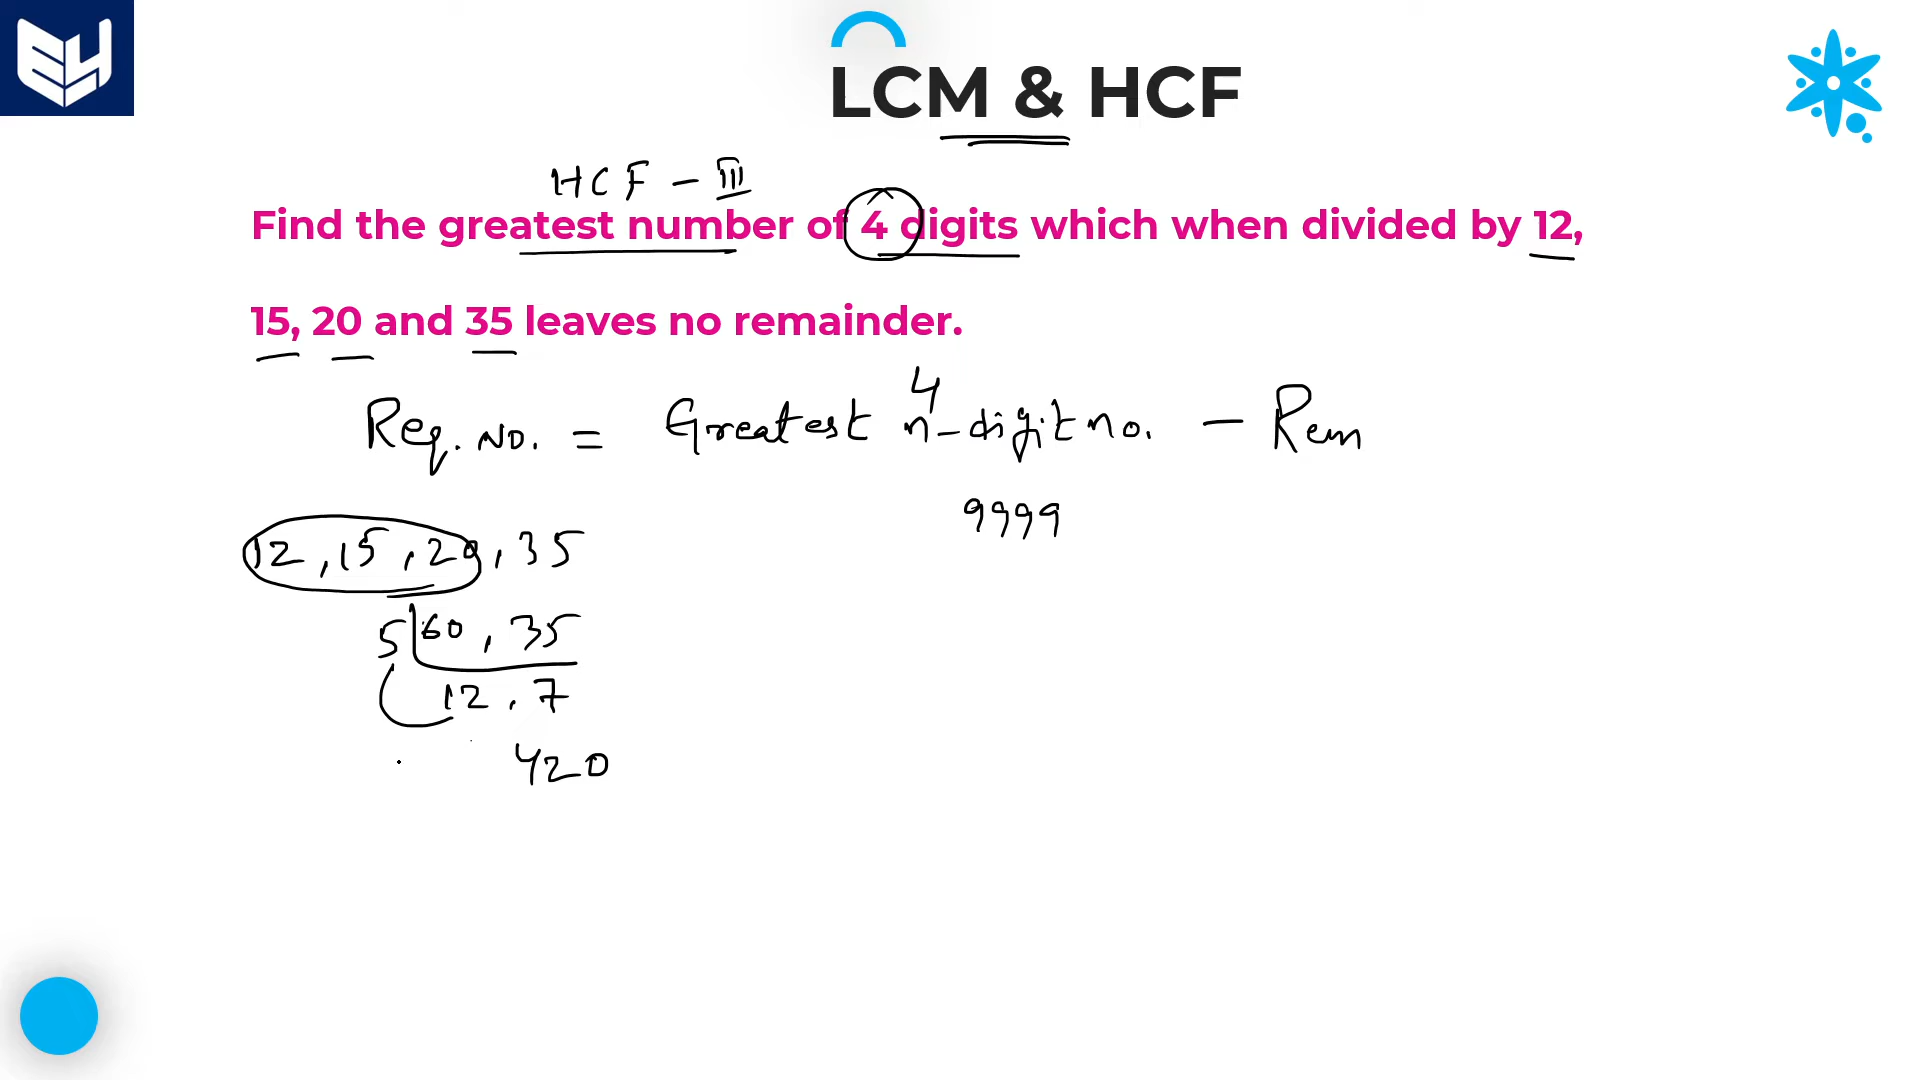 LCM & HCF
HCF - III
Find the greatest number of 4 digits which when divided by 12,
15, 20 and 35 leaves no remainder.
4
Req. No. = Greatest n-digit no. - Rem
9999
12, 15, 20, 35
5 60, 35
12, 7
420